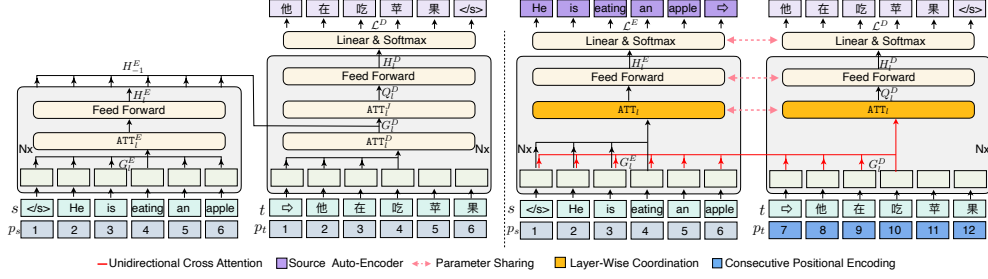 他 在 吃 苹 果 </s>
He is eating an apple ⇨
他 在 吃 苹 果 </s>
L^D
L^E
L^D
Linear & Softmax
Linear & Softmax
Linear & Softmax
H_{-1}^E
H_l^D
H_l^E
H_l^D
Feed Forward
Feed Forward
Feed Forward
H_l^E
Q_l^D
Q_l^D
Feed Forward
ATT_l^J
ATT_l
ATT_l
G_l^D
ATT_l^E
ATT_l^D
Nx
Nx
Nx
Nx
G_l^E
G_l^E
G_l^D
s </s> He is eating an apple
t ⇨ 他 在 吃 苹 果
s </s> He is eating an apple
t ⇨ 他 在 吃 苹 果
p_s 1 2 3 4 5 6
p_t 1 2 3 4 5 6
p_s 1 2 3 4 5 6
p_t 7 8 9 10 11 12
Unidirectional Cross Attention
Source Auto-Encoder
Parameter Sharing
Layer-Wise Coordination
Consecutive Positional Encoding